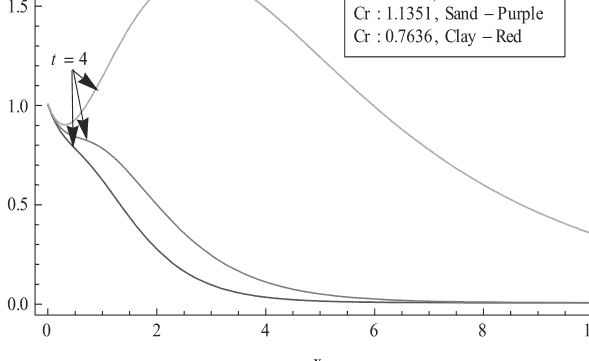 1.5
Cr : 1.1351, Sand – Purple
Cr : 0.7636, Clay – Red
t = 4
1.0
0.5
0.0
0 2 4 6 8 1